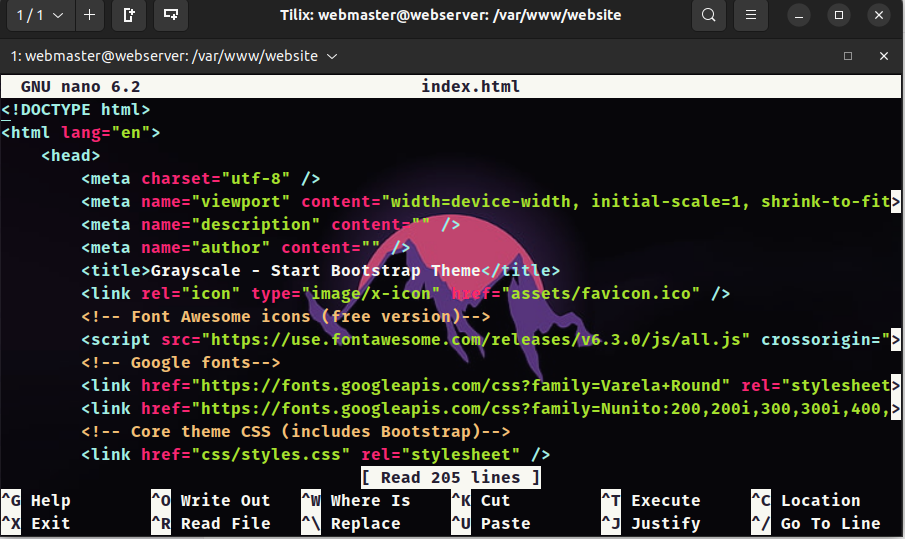 1 / 1
Tilix: webmaster@webserver: /var/www/website
1: webmaster@webserver: /var/www/website
GNU nano 6.2 index.html
<!DOCTYPE html>
<html lang="en">
    <head>
        <meta charset="utf-8" />
        <meta name="viewport" content="width=device-width, initial-scale=1, shrink-to-fit>
        <meta name="description" content="" />
        <meta name="author" content="" />
        <title>Grayscale - Start Bootstrap Theme</title>
        <link rel="icon" type="image/x-icon" href="assets/favicon.ico" />
        <!-- Font Awesome icons (free version)-->
        <script src="https://use.fontawesome.com/releases/v6.3.0/js/all.js" crossorigin=">
        <!-- Google fonts-->
        <link href="https://fonts.googleapis.com/css?family=Varela+Round" rel="stylesheet>
        <link href="https://fonts.googleapis.com/css?family=Nunito:200,200i,300,300i,400,>
        <!-- Core theme CSS (includes Bootstrap)-->
        <link href="css/styles.css" rel="stylesheet" />
[ Read 205 lines ]
^G Help ^O Write Out ^W Where Is ^K Cut ^T Execute ^C Location
^X Exit ^R Read File ^\ Replace ^U Paste ^J Justify ^/ Go To Line